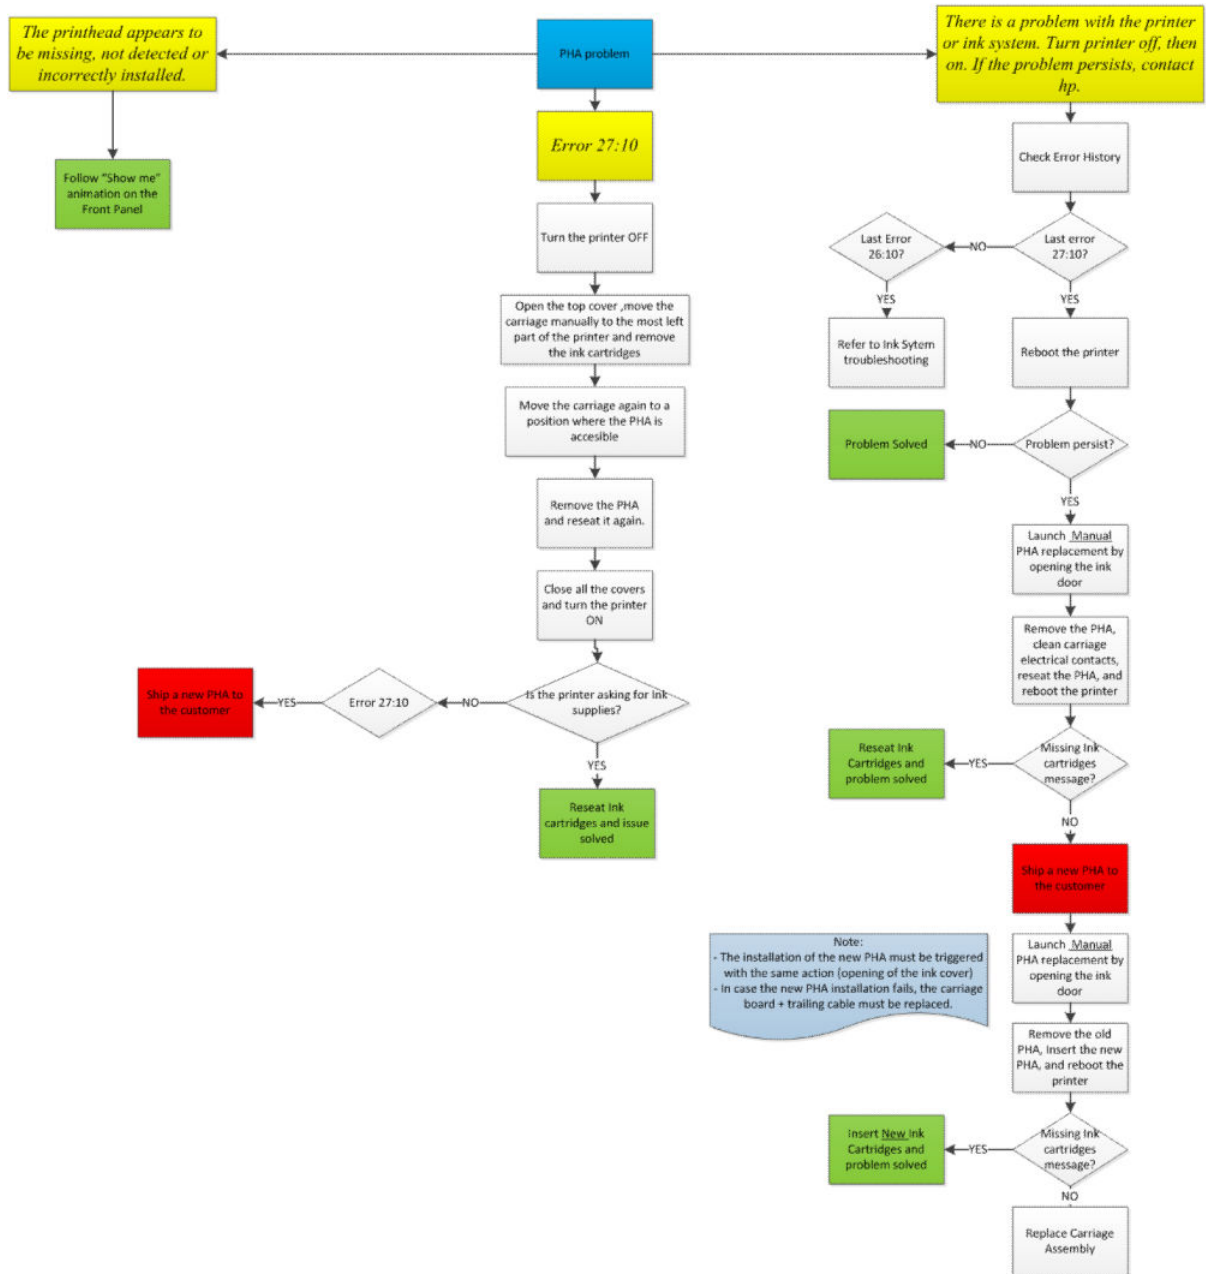 The printhead appears to
be missing, not detected or
incorrectly installed.
PHA problem
There is a problem with the printer
or ink system. Turn printer off, then
on. If the problem persists, contact
hp.
Follow "Show me"
animation on the
Front Panel
Error 27:10
Turn the printer OFF
Open the top cover ,move the
carriage manually to the most left
part of the printer and remove
the ink cartridges
Move the carriage again to a
position where the PHA is
accesible
Remove the PHA
and reseat it again.
Close all the covers
and turn the printer
ON
Is the printer asking for Ink
supplies?
NO
Error 27:10
YES
Ship a new PHA to
the customer
YES
Reseat Ink
cartridges and issue
solved
Check Error History
Last error
27:10?
NO
Last Error
26:10?
YES
Refer to Ink Sytem
troubleshooting
YES
Reboot the printer
Problem persist?
NO
Problem Solved
YES
Launch Manual
PHA replacement by
opening the ink
door
Remove the PHA,
clean carriage
electrical contacts,
reseat the PHA, and
reboot the printer
Missing Ink
cartridges
message?
YES
Reseat Ink
Cartridges and
problem solved
NO
Ship a new PHA to
the customer
Note:
- The installation of the new PHA must be triggered
with the same action (opening of the ink cover)
- In case the new PHA installation fails, the carriage
board + trailing cable must be replaced.
Launch Manual
PHA replacement by
opening the ink
door
Remove the old
PHA, Insert the new
PHA, and reboot the
printer
Missing Ink
cartridges
message?
YES
Insert New Ink
Cartridges and
problem solved
NO
Replace Carriage
Assembly